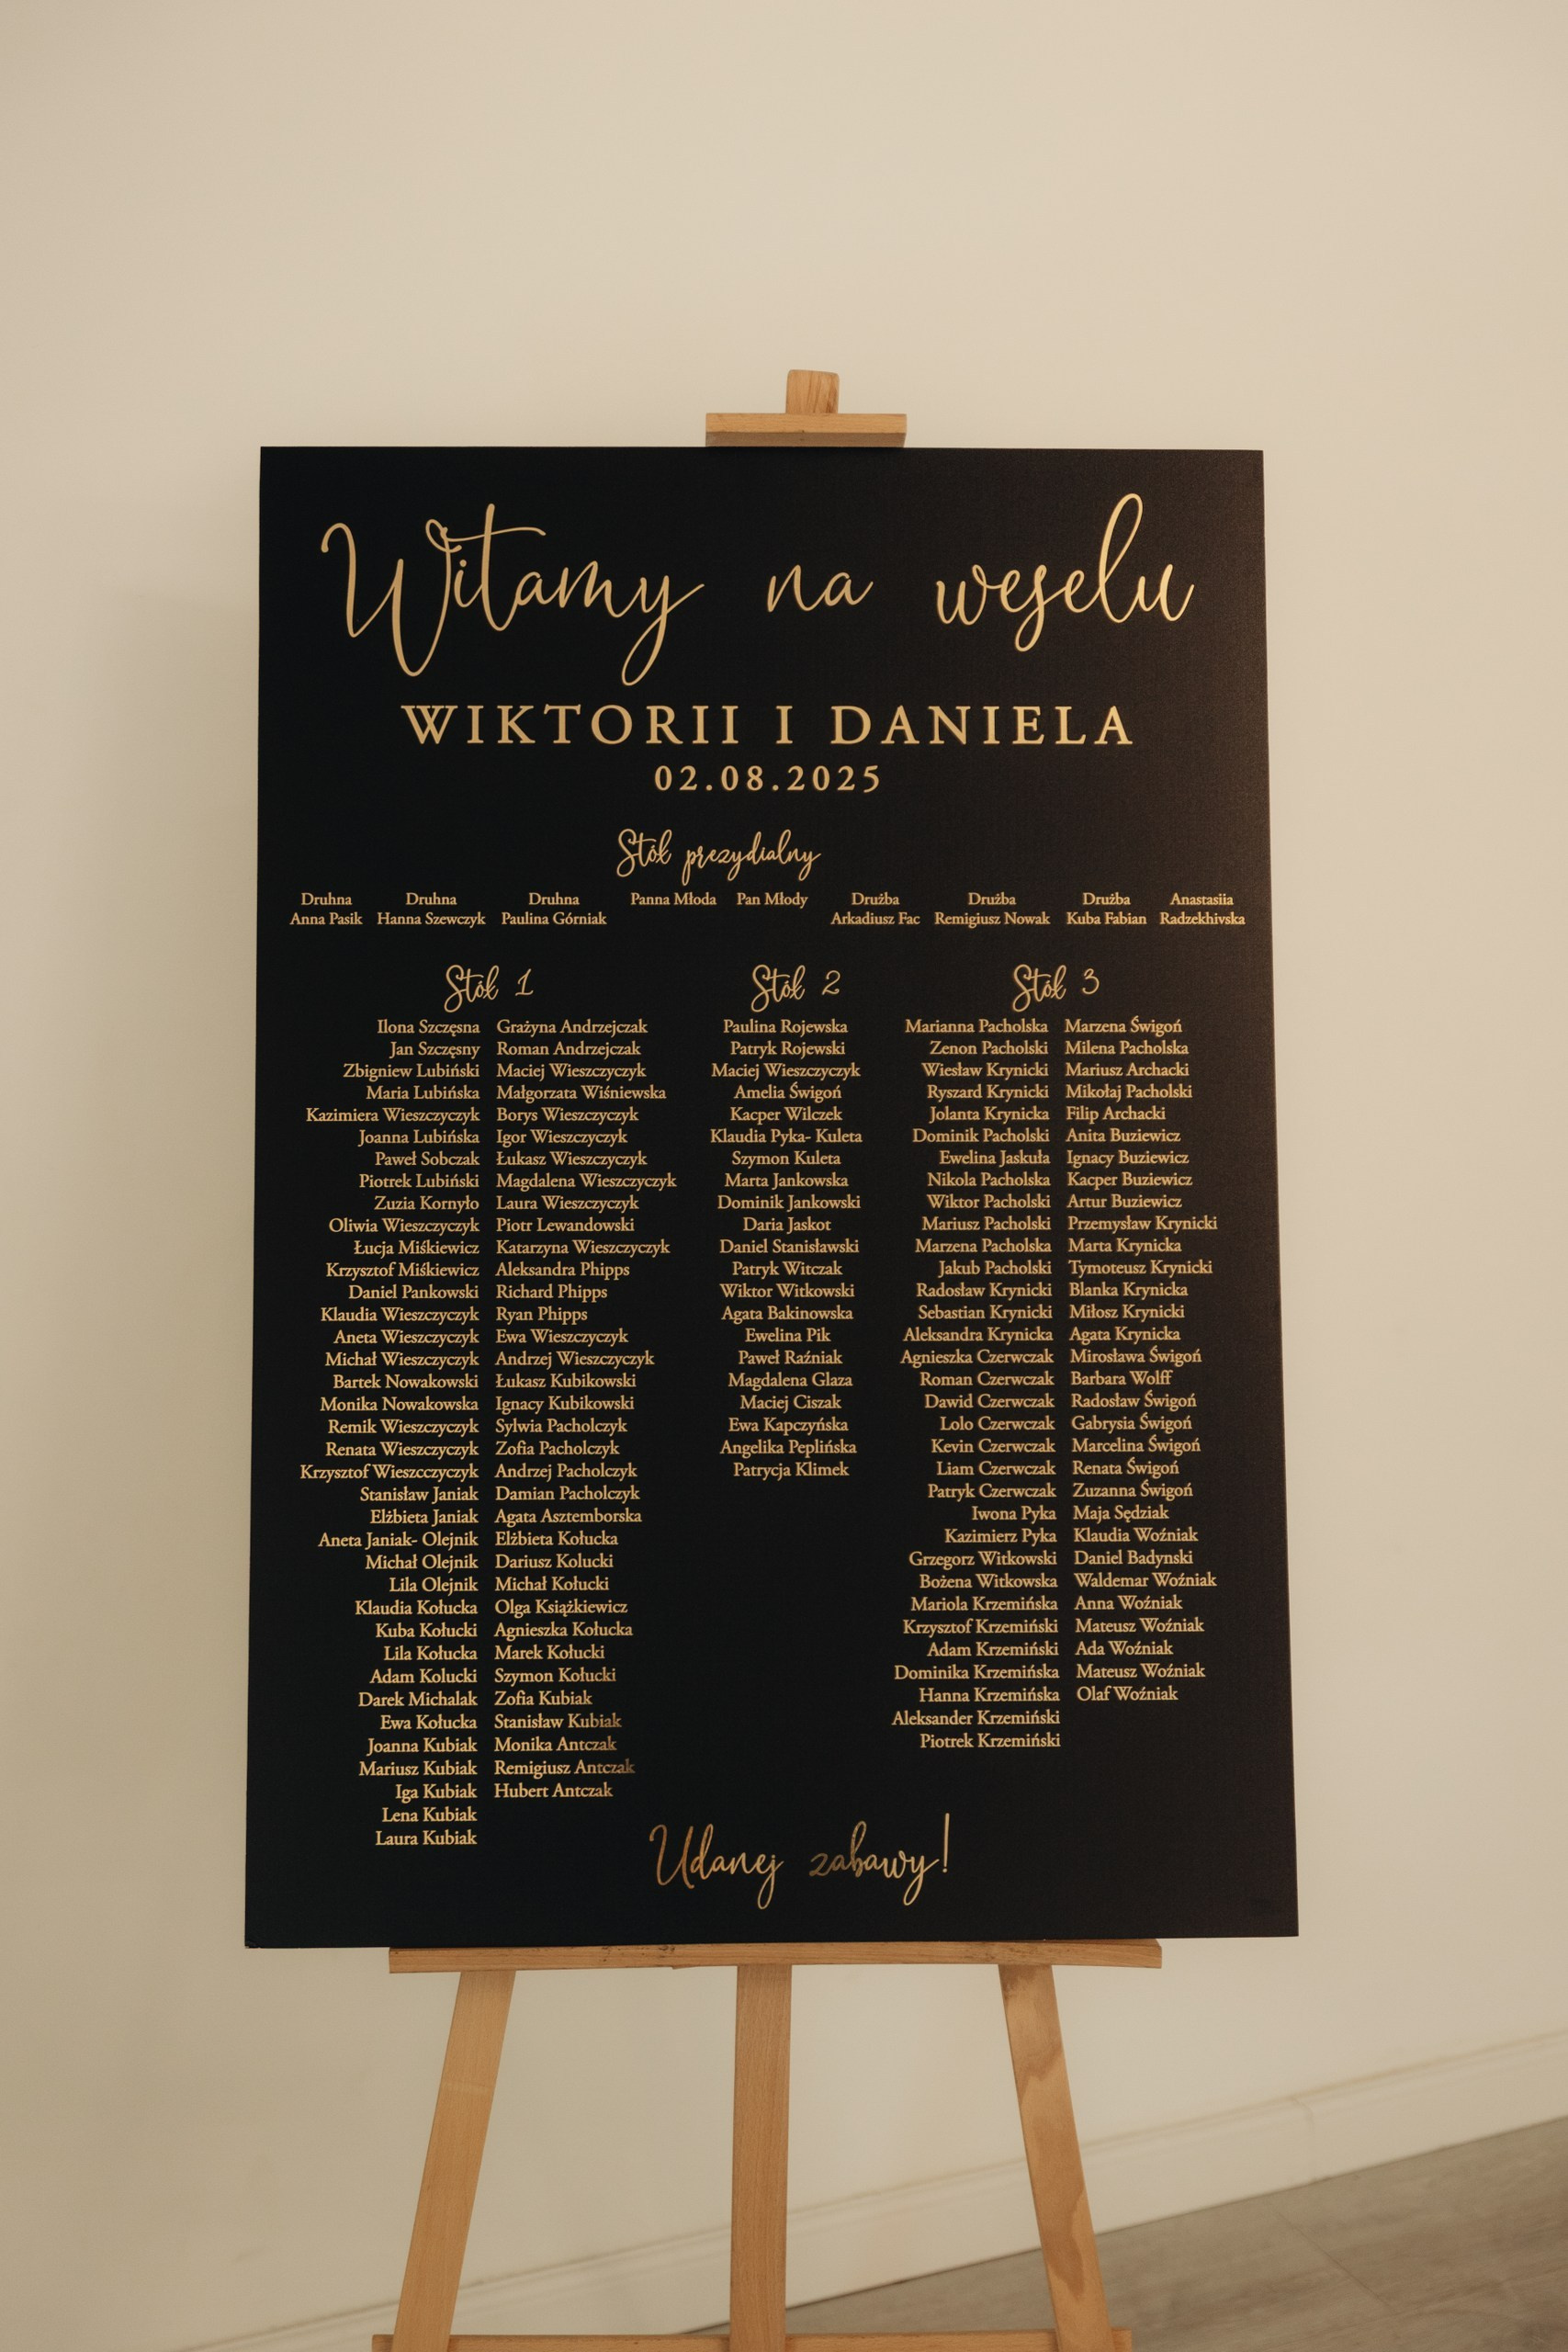 Witamy na weselu
WIKTORII I DANIELA
02.08.2025
Stół prezydialny
Druhna Druhna Druhna Panna Młoda Pan Młody Drużba Drużba Drużba Anastasiia
Anna Pasik Hanna Szewczyk Paulina Górniak Arkadiusz Fac Remigiusz Nowak Kuba Fabian Radzekhivska
Stół 1
Ilona Szczęsna
Jan Szczęsny
Zbigniew Lubiński
Maria Lubińska
Kazimiera Wieszczyczyk
Joanna Lubińska
Paweł Sobczak
Piotrek Lubiński
Zuzia Kornyło
Oliwia Wieszczyczyk
Łucja Miśkiewicz
Krzysztof Miśkiewicz
Daniel Pankowski
Klaudia Wieszczyczyk
Aneta Wieszczyczyk
Michał Wieszczyczyk
Bartek Nowakowski
Monika Nowakowska
Remik Wieszczyczyk
Renata Wieszczyczyk
Krzysztof Wieszcczyczyk
Stanisław Janiak
Elżbieta Janiak
Aneta Janiak- Olejnik
Michał Olejnik
Lila Olejnik
Klaudia Kołucka
Kuba Kołucki
Lila Kołucka
Adam Kolucki
Darek Michalak
Ewa Kołucka
Joanna Kubiak
Mariusz Kubiak
Iga Kubiak
Lena Kubiak
Laura Kubiak
Grażyna Andrzejczak
Roman Andrzejczak
Maciej Wieszczyczyk
Małgorzata Wiśniewska
Borys Wieszczyczyk
Igor Wieszczyczyk
Łukasz Wieszczyczyk
Magdalena Wieszczyczyk
Laura Wieszczyczyk
Piotr Lewandowski
Katarzyna Wieszczyczyk
Aleksandra Phipps
Richard Phipps
Ryan Phipps
Ewa Wieszczyczyk
Andrzej Wieszczyczyk
Łukasz Kubikowski
Ignacy Kubikowski
Sylwia Pacholczyk
Zofia Pacholczyk
Andrzej Pacholczyk
Damian Pacholczyk
Agata Asztemborska
Elżbieta Kołucka
Dariusz Kolucki
Michał Kołucki
Olga Książkiewicz
Agnieszka Kołucka
Marek Kołucki
Szymon Kołucki
Zofia Kubiak
Stanisław Kubiak
Monika Antczak
Remigiusz Antczak
Hubert Antczak
Stół 2
Paulina Rojewska
Patryk Rojewski
Maciej Wieszczyczyk
Amelia Świgoń
Kacper Wilczek
Klaudia Pyka- Kuleta
Szymon Kuleta
Marta Jankowska
Dominik Jankowski
Daria Jaskot
Daniel Stanisławski
Patryk Witczak
Wiktor Witkowski
Agata Bakinowska
Ewelina Pik
Paweł Raźniak
Magdalena Glaza
Maciej Ciszak
Ewa Kapczyńska
Angelika Peplińska
Patrycja Klimek
Stół 3
Marianna Pacholska
Zenon Pacholski
Wiesław Krynicki
Ryszard Krynicki
Jolanta Krynicka
Dominik Pacholski
Ewelina Jaskuła
Nikola Pacholska
Wiktor Pacholski
Mariusz Pacholski
Marzena Pacholska
Jakub Pacholski
Radosław Krynicki
Sebastian Krynicki
Aleksandra Krynicka
Agnieszka Czerwczak
Roman Czerwczak
Dawid Czerwczak
Lolo Czerwczak
Kevin Czerwczak
Liam Czerwczak
Patryk Czerwczak
Iwona Pyka
Kazimierz Pyka
Grzegorz Witkowski
Bożena Witkowska
Mariola Krzemińska
Krzysztof Krzemiński
Adam Krzemiński
Dominika Krzemińska
Hanna Krzemińska
Aleksander Krzemiński
Piotrek Krzemiński
Marzena Świgoń
Milena Pacholska
Mariusz Archacki
Mikołaj Pacholski
Filip Archacki
Anita Buziewicz
Ignacy Buziewicz
Kacper Buziewicz
Artur Buziewicz
Przemysław Krynicki
Marta Krynicka
Tymoteusz Krynicki
Blanka Krynicka
Miłosz Krynicki
Agata Krynicka
Mirosława Świgoń
Barbara Wolff
Radosław Świgoń
Gabrysia Świgoń
Marcelina Świgoń
Renata Świgoń
Zuzanna Świgoń
Maja Sędziak
Klaudia Woźniak
Daniel Badynski
Waldemar Woźniak
Anna Woźniak
Mateusz Woźniak
Ada Woźniak
Mateusz Woźniak
Olaf Woźniak
Udanej zabawy!